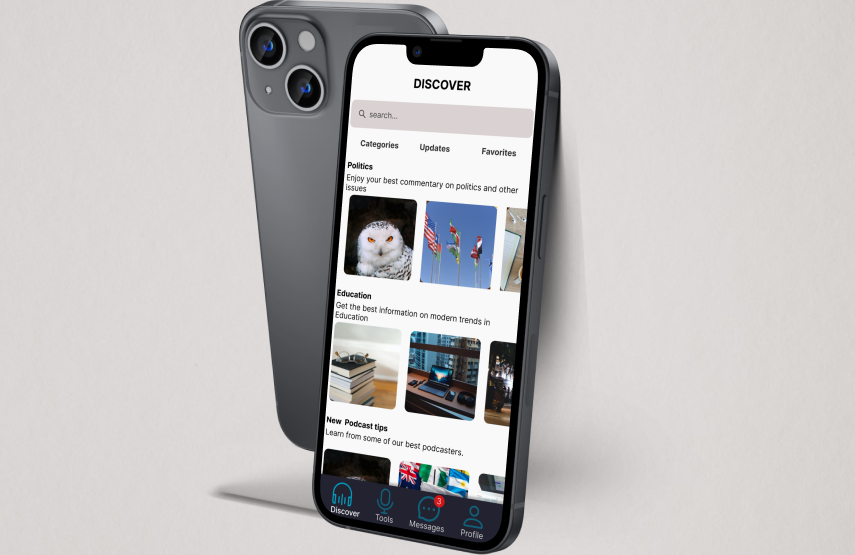 DISCOVER
search...
Categories Updates Favorites
Politics
Enjoy your best commentary on politics and other
issues
Education
Get the best information on modern trends in
Education
New Podcast tips
Learn from some of our best podcasters.
3
Discover Tools Messages Profile